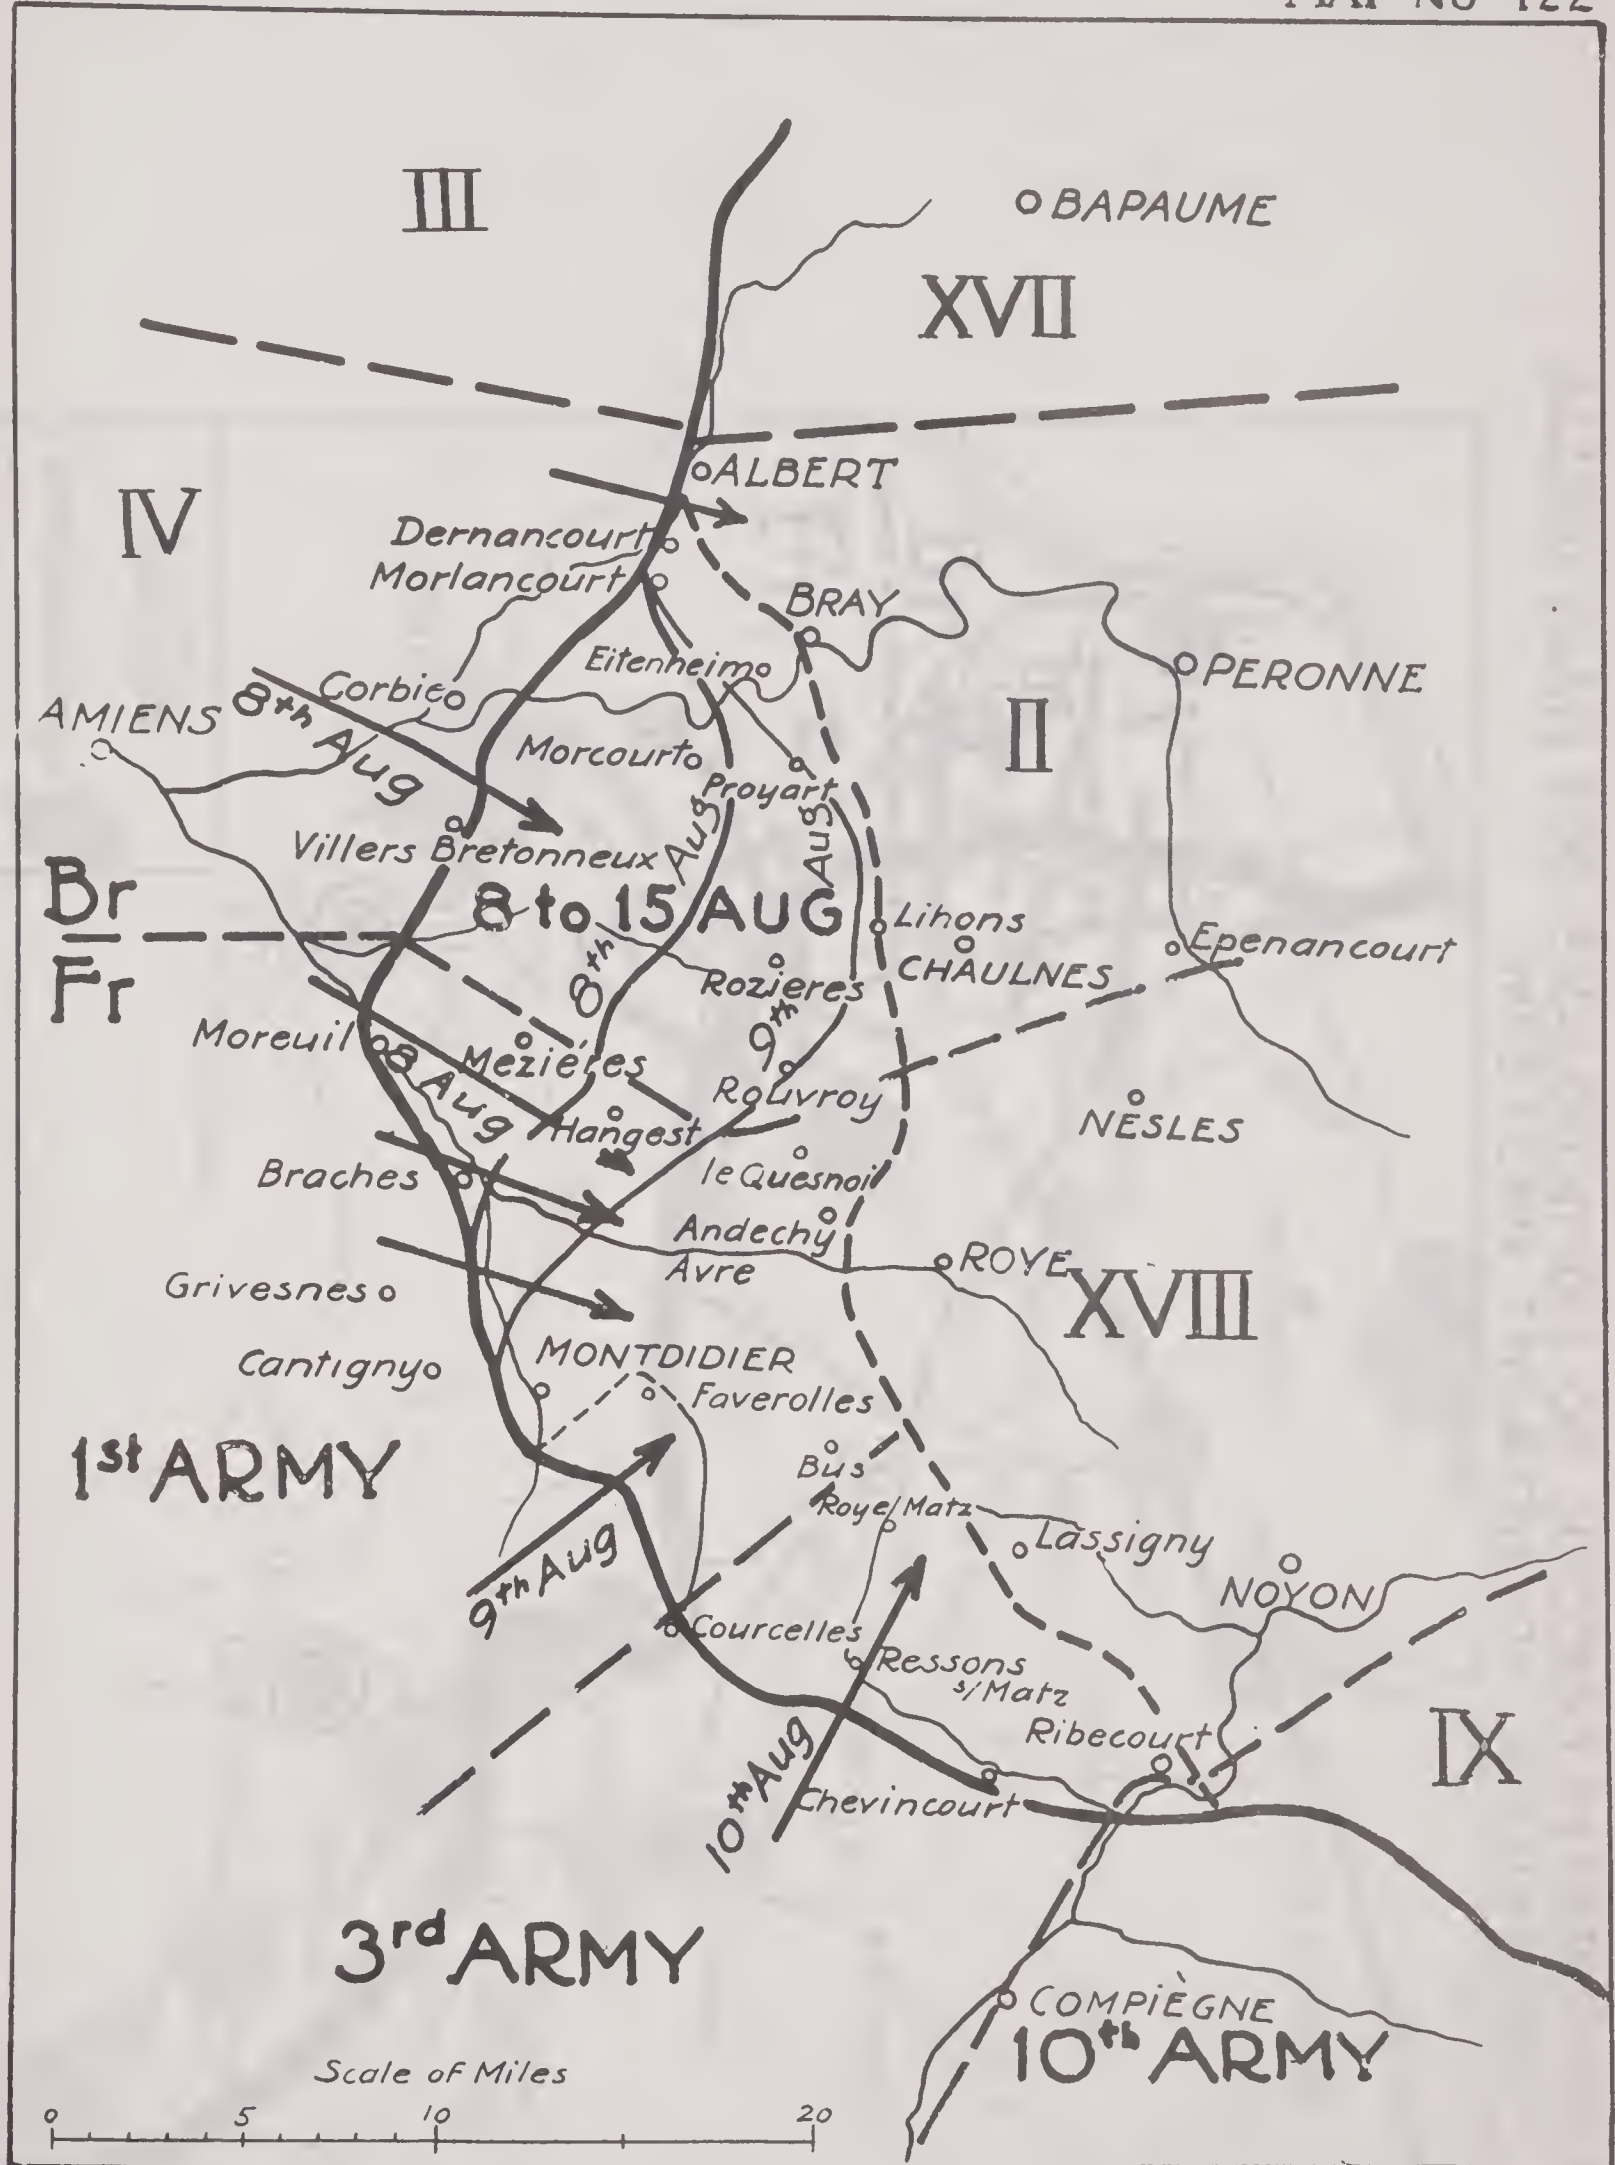 MAP No 122
III
BAPAUME
XVII
ALBERT
IV
Dernancourt
Morlancourt
BRAY
Eitenheim
Corbie
PERONNE
AMIENS
8th Aug
II
Morcourt
Proyart
Villers Bretonneux
8th Aug
9th Aug
Br
8 to 15 AUG
Lihons
Epenancourt
CHAULNES
Fr
Rozieres
Moreuil
8 Aug
Meziéres
Rouvroy
NESLES
Hangest
Braches
le Quesnoi
Andechy
Avre
ROYE
XVIII
Grivesnes
Cantigny
MONTDIDIER
Faverolles
1st ARMY
Bus
Roye/Matz
Lassigny
NOYON
9th Aug
Courcelles
Ressons
s/Matz
Ribecourt
IX
10th Aug
Chevincourt
3rd ARMY
COMPIÈGNE
10th ARMY
Scale of Miles
0 5 10 20